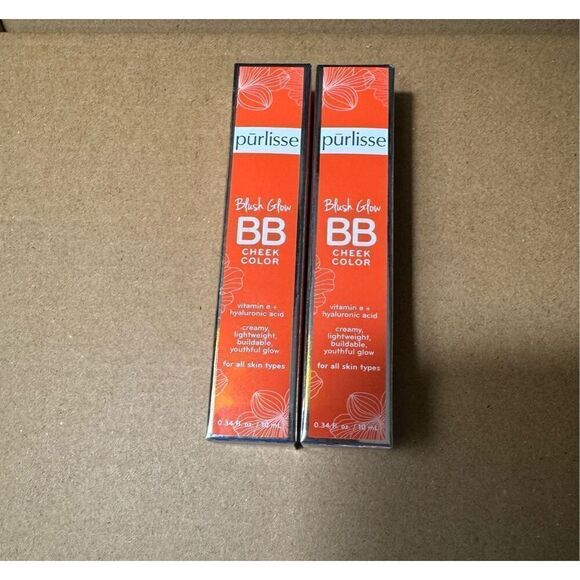 pūrlisse
Blush Glow
BB
CHEEK
COLOR
vitamin e +
hyaluronic acid
creamy,
lightweight,
buildable,
youthful glow
for all skin types
0.34 fl. oz. / 10 mL
pūrlisse
Blush Glow
BB
CHEEK
COLOR
vitamin e +
hyaluronic acid
creamy,
lightweight,
buildable,
youthful glow
for all skin types
0.34 fl. oz. / 10 mL